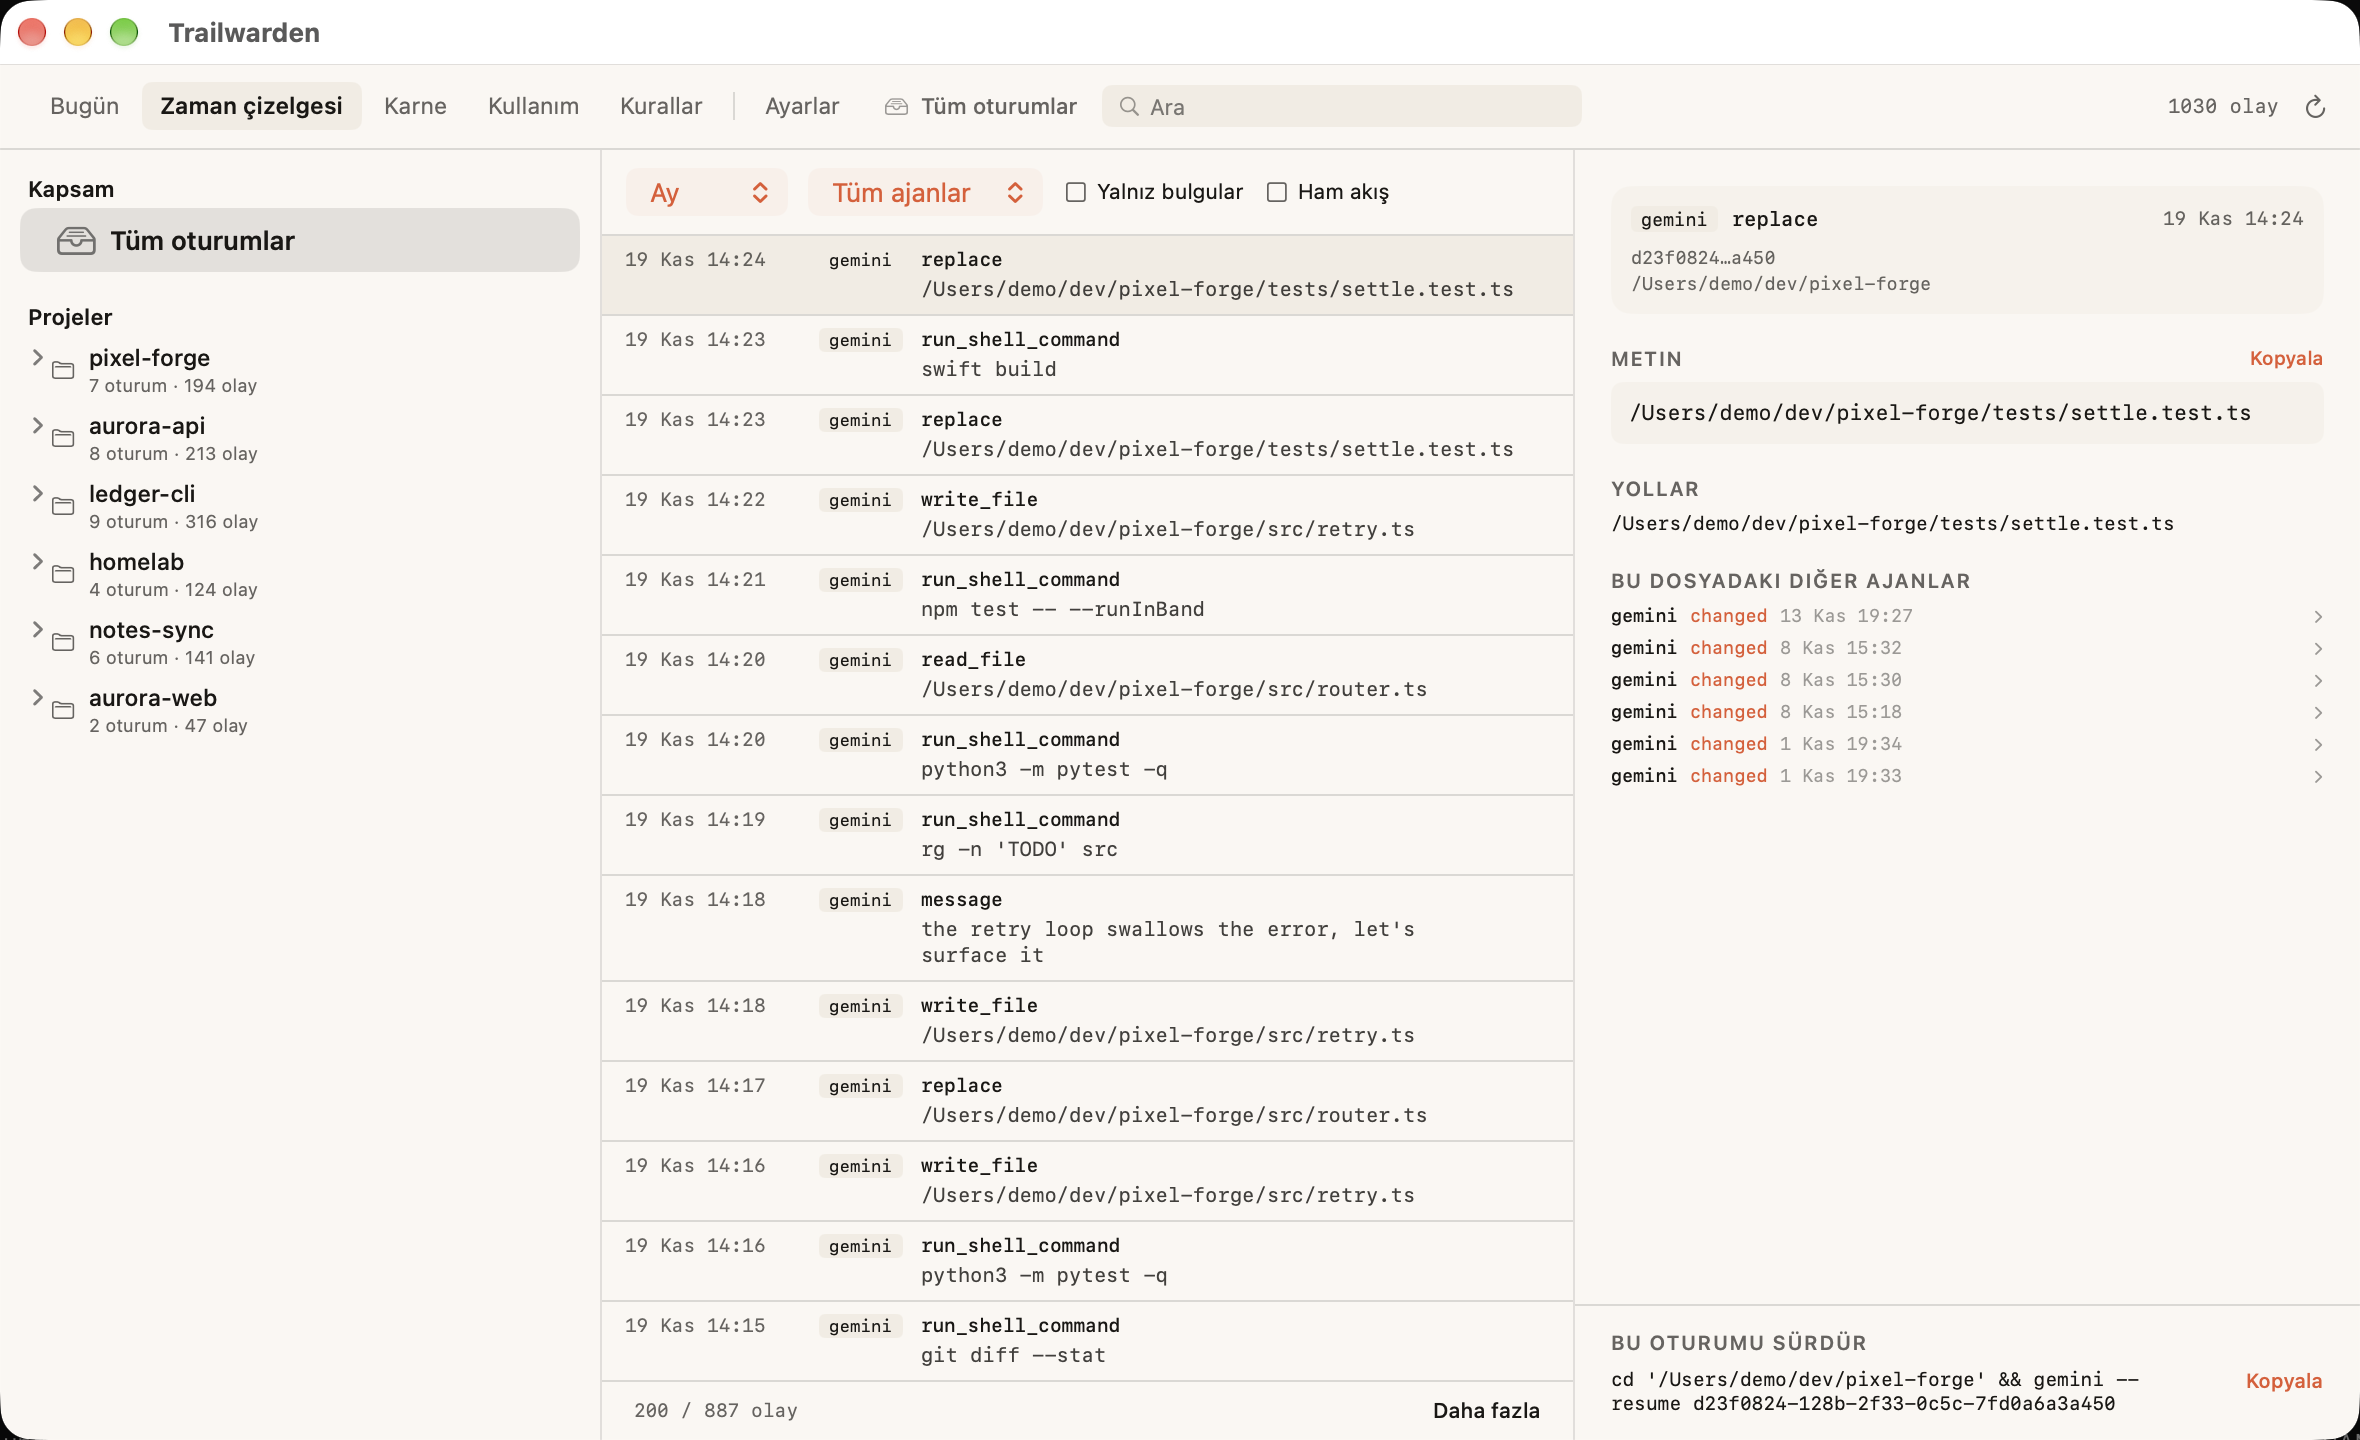 Trailwarden
Bugün
Zaman çizelgesi
Karne
Kullanım
Kurallar
Ayarlar
Tüm oturumlar
Ara
1030 olay
Kapsam
Tüm oturumlar
Projeler
pixel-forge
7 oturum · 194 olay
aurora-api
8 oturum · 213 olay
ledger-cli
9 oturum · 316 olay
homelab
4 oturum · 124 olay
notes-sync
6 oturum · 141 olay
aurora-web
2 oturum · 47 olay
Ay
Tüm ajanlar
Yalnız bulgular
Ham akış
19 Kas 14:24 gemini replace
/Users/demo/dev/pixel-forge/tests/settle.test.ts
19 Kas 14:23 gemini run_shell_command
swift build
19 Kas 14:23 gemini replace
/Users/demo/dev/pixel-forge/tests/settle.test.ts
19 Kas 14:22 gemini write_file
/Users/demo/dev/pixel-forge/src/retry.ts
19 Kas 14:21 gemini run_shell_command
npm test -- --runInBand
19 Kas 14:20 gemini read_file
/Users/demo/dev/pixel-forge/src/router.ts
19 Kas 14:20 gemini run_shell_command
python3 -m pytest -q
19 Kas 14:19 gemini run_shell_command
rg -n 'TODO' src
19 Kas 14:18 gemini message
the retry loop swallows the error, let's
surface it
19 Kas 14:18 gemini write_file
/Users/demo/dev/pixel-forge/src/retry.ts
19 Kas 14:17 gemini replace
/Users/demo/dev/pixel-forge/src/router.ts
19 Kas 14:16 gemini write_file
/Users/demo/dev/pixel-forge/src/retry.ts
19 Kas 14:16 gemini run_shell_command
python3 -m pytest -q
19 Kas 14:15 gemini run_shell_command
git diff --stat
200 / 887 olay
Daha fazla
gemini replace 19 Kas 14:24
d23f0824…a450
/Users/demo/dev/pixel-forge
METIN
Kopyala
/Users/demo/dev/pixel-forge/tests/settle.test.ts
YOLLAR
/Users/demo/dev/pixel-forge/tests/settle.test.ts
BU DOSYADAKI DIĞER AJANLAR
gemini changed 13 Kas 19:27
gemini changed 8 Kas 15:32
gemini changed 8 Kas 15:30
gemini changed 8 Kas 15:18
gemini changed 1 Kas 19:34
gemini changed 1 Kas 19:33
BU OTURUMU SÜRDÜR
cd '/Users/demo/dev/pixel-forge' && gemini --
resume d23f0824-128b-2f33-0c5c-7fd0a6a3a450
Kopyala